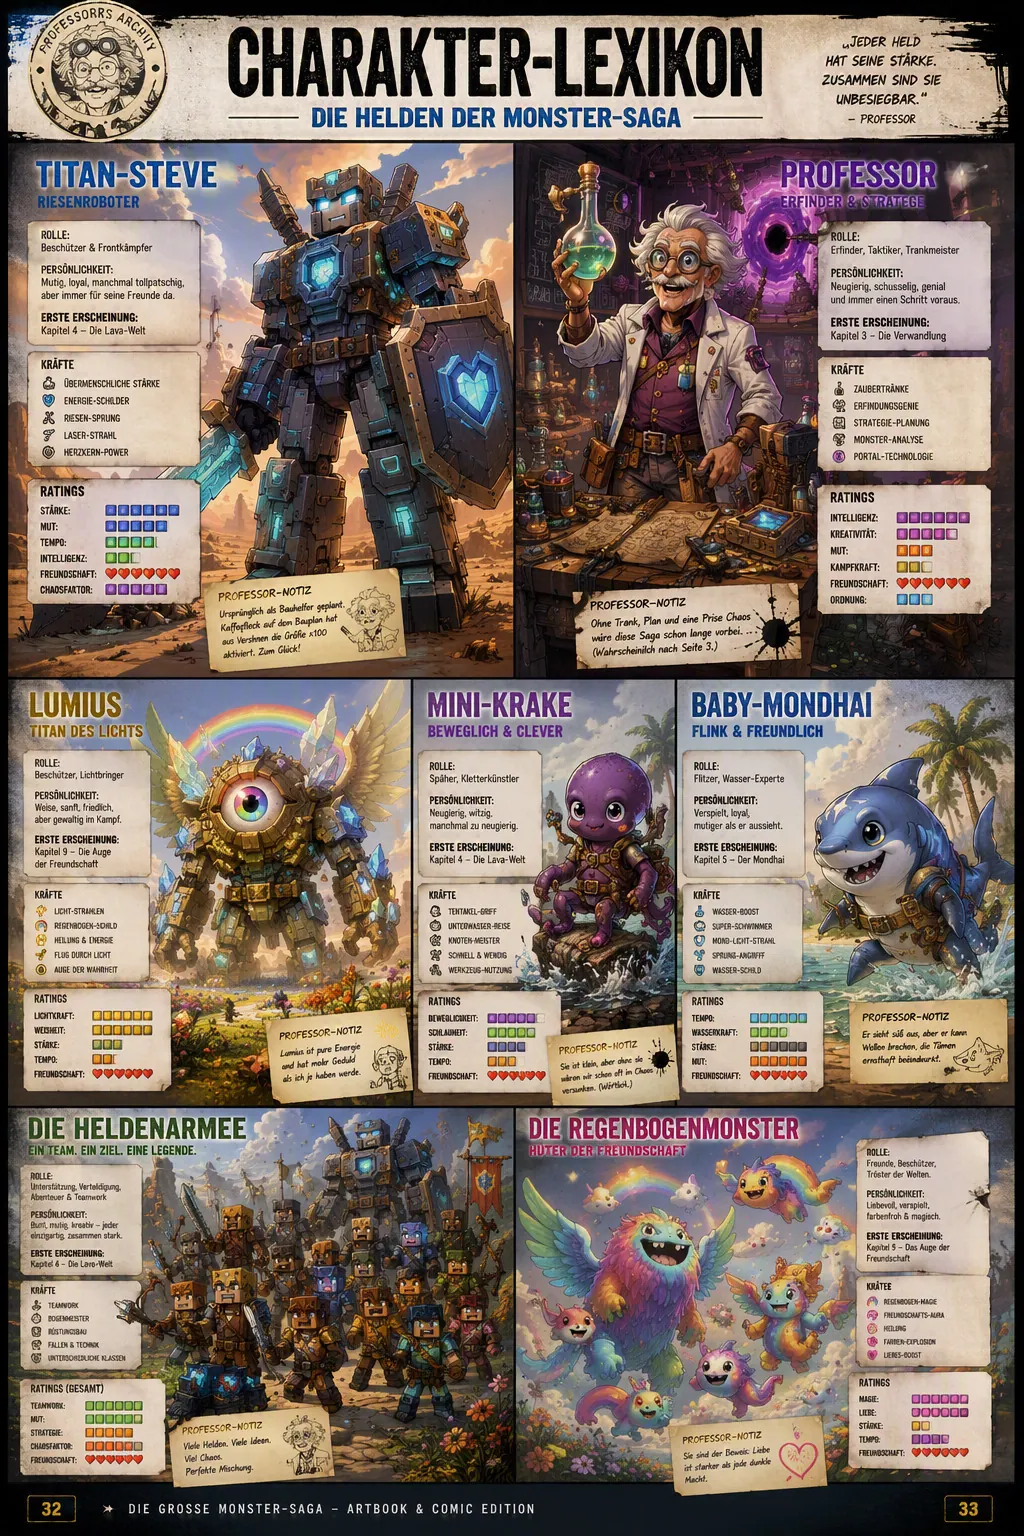 PROFESSORS ARCHIV
CHARAKTER-LEXIKON
DIE HELDEN DER MONSTER-SAGA
„JEDER HELD
HAT SEINE STÄRKE.
ZUSAMMEN SIND SIE
UNBESIEGBAR.“
– PROFESSOR
TITAN-STEVE
RIESENROBOTER
ROLLE:
Beschützer & Frontkämpfer
PERSÖNLICHKEIT:
Mutig, loyal, manchmal tollpatschig,
aber immer für seine Freunde da.
ERSTE ERSCHEINUNG:
Kapitel 4 – Die Lava-Welt
KRÄFTE
ÜBERMENSCHLICHE STÄRKE
ENERGIE-SCHILDER
RIESEN-SPRUNG
LASER-STRAHL
HERZKERN-POWER
RATINGS
STÄRKE:
MUT:
TEMPO:
INTELLIGENZ:
FREUNDSCHAFT:
CHAOSFAKTOR:
PROFESSOR-NOTIZ
Ursprünglich als Bauhelfer geplant.
Kaffeefleck auf dem Bauplan hat
aus Versehen die Größe x100
aktiviert. Zum Glück!
PROFESSOR
ERFINDER & STRATEGE
ROLLE:
Erfinder, Taktiker, Trankmeister
PERSÖNLICHKEIT:
Neugierig, schusselig, genial
und immer einen Schritt voraus.
ERSTE ERSCHEINUNG:
Kapitel 3 – Die Verwandlung
KRÄFTE
ZAUBERTRÄNKE
ERFINDUNGSGENIE
STRATEGIE-PLANUNG
MONSTER-ANALYSE
PORTAL-TECHNOLOGIE
RATINGS
INTELLIGENZ:
KREATIVITÄT:
MUT:
KAMPFKRAFT:
FREUNDSCHAFT:
ORDNUNG:
PROFESSOR-NOTIZ
Ohne Trank, Plan und eine Prise Chaos
wäre diese Saga schon lange vorbei.
(Wahrscheinlich nach Seite 3.)
LUMIUS
TITAN DES LICHTS
ROLLE:
Beschützer, Lichtbringer
PERSÖNLICHKEIT:
Weise, sanft, friedlich,
aber gewaltig im Kampf.
ERSTE ERSCHEINUNG:
Kapitel 9 – Die Auge
der Freundschaft
KRÄFTE
LICHT-STRAHLEN
REGENBOGEN-SCHILD
HEILUNG & ENERGIE
FLUG DURCH LICHT
AUGE DER WAHRHEIT
RATINGS
LICHTKRAFT:
WEISHEIT:
STÄRKE:
TEMPO:
FREUNDSCHAFT:
PROFESSOR-NOTIZ
Lumius ist pure Energie
und hat mehr Geduld
als ich je haben werde.
MINI-KRAKE
BEWEGLICH & CLEVER
ROLLE:
Späher, Kletterkünstler
PERSÖNLICHKEIT:
Neugierig, witzig,
manchmal zu neugierig.
ERSTE ERSCHEINUNG:
Kapitel 4 – Die Lava-Welt
KRÄFTE
TENTAKEL-GRIFF
UNTERWASSER-REISE
KNOTEN-MEISTER
SCHNELL & WENDIG
WERKZEUG-NUTZUNG
RATINGS
BEWEGLICHKEIT:
SCHLAUHEIT:
STÄRKE:
TEMPO:
FREUNDSCHAFT:
PROFESSOR-NOTIZ
Sie ist klein, aber ohne sie
wären wir schon oft im Chaos
versunken. (Wörtlich.)
BABY-MONDHAI
FLINK & FREUNDLICH
ROLLE:
Flitzer, Wasser-Experte
PERSÖNLICHKEIT:
Verspielt, loyal,
mutiger als er aussieht.
ERSTE ERSCHEINUNG:
Kapitel 5 – Der Mondhai
KRÄFTE
WASSER-BOOST
SUPER-SCHWIMMER
MOND-LICHT-STRAHL
SPRUNG-ANGRIFF
WASSER-SCHILD
RATINGS
TEMPO:
WASSERKRAFT:
STÄRKE:
MUT:
FREUNDSCHAFT:
PROFESSOR-NOTIZ
Er sieht süß aus, aber er kann
Wellen brechen, die Türmen
ernsthaft
DIE HELDENARMEE
EIN TEAM. EIN ZIEL. EINE LEGENDE.
ROLLE:
Unterstützung, Verteidigung,
Abenteuer & Teamwork
PERSÖNLICHKEIT:
Bunt, mutig, kreativ – jeder
einzigartig, zusammen stark.
ERSTE ERSCHEINUNG:
Kapitel 4 – Die Lava-Welt
KRÄFTE
TEAMWORK
BOGENMEISTER
RÜSTUNGSBAU
FALLEN & TECHNIK
UNTERSCHIEDLICHE KLASSEN
RATINGS (GESAMT)
TEAMWORK:
MUT:
STRATEGIE:
CHAOSFAKTOR:
FREUNDSCHAFT:
PROFESSOR-NOTIZ
Viele Helden. Viele Ideen.
Viel Chaos.
Perfekte Mischung.
DIE REGENBOGENMONSTER
HÜTER DER FREUNDSCHAFT
ROLLE:
Freunde, Beschützer,
Tröster der Welten.
PERSÖNLICHKEIT:
Liebevoll, verspielt,
farbenfroh & magisch.
ERSTE ERSCHEINUNG:
Kapitel 9 – Das Auge der
Freundschaft
KRÄTEE
REGENBOGEN-MAGIE
FREUNDSCHAFTS-AURA
HEILUNG
FARBEN-EXPLOSION
LIEBES-BOOST
RATINGS
MAGIE:
LIEBE:
STÄRKE:
TEMPO:
FREUNDSCHAFT:
PROFESSOR-NOTIZ
Sie sind der Beweis: Liebe
ist stärker als jede dunkle
Macht.
32
DIE GROSSE MONSTER-SAGA – ARTBOOK & COMIC EDITION
33